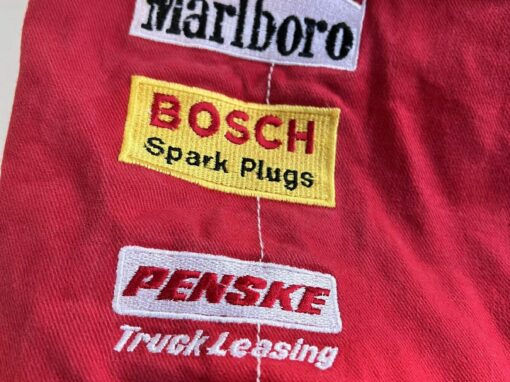 Marlboro
BOSCH
Spark Plugs
PENSKE
Truck Leasing